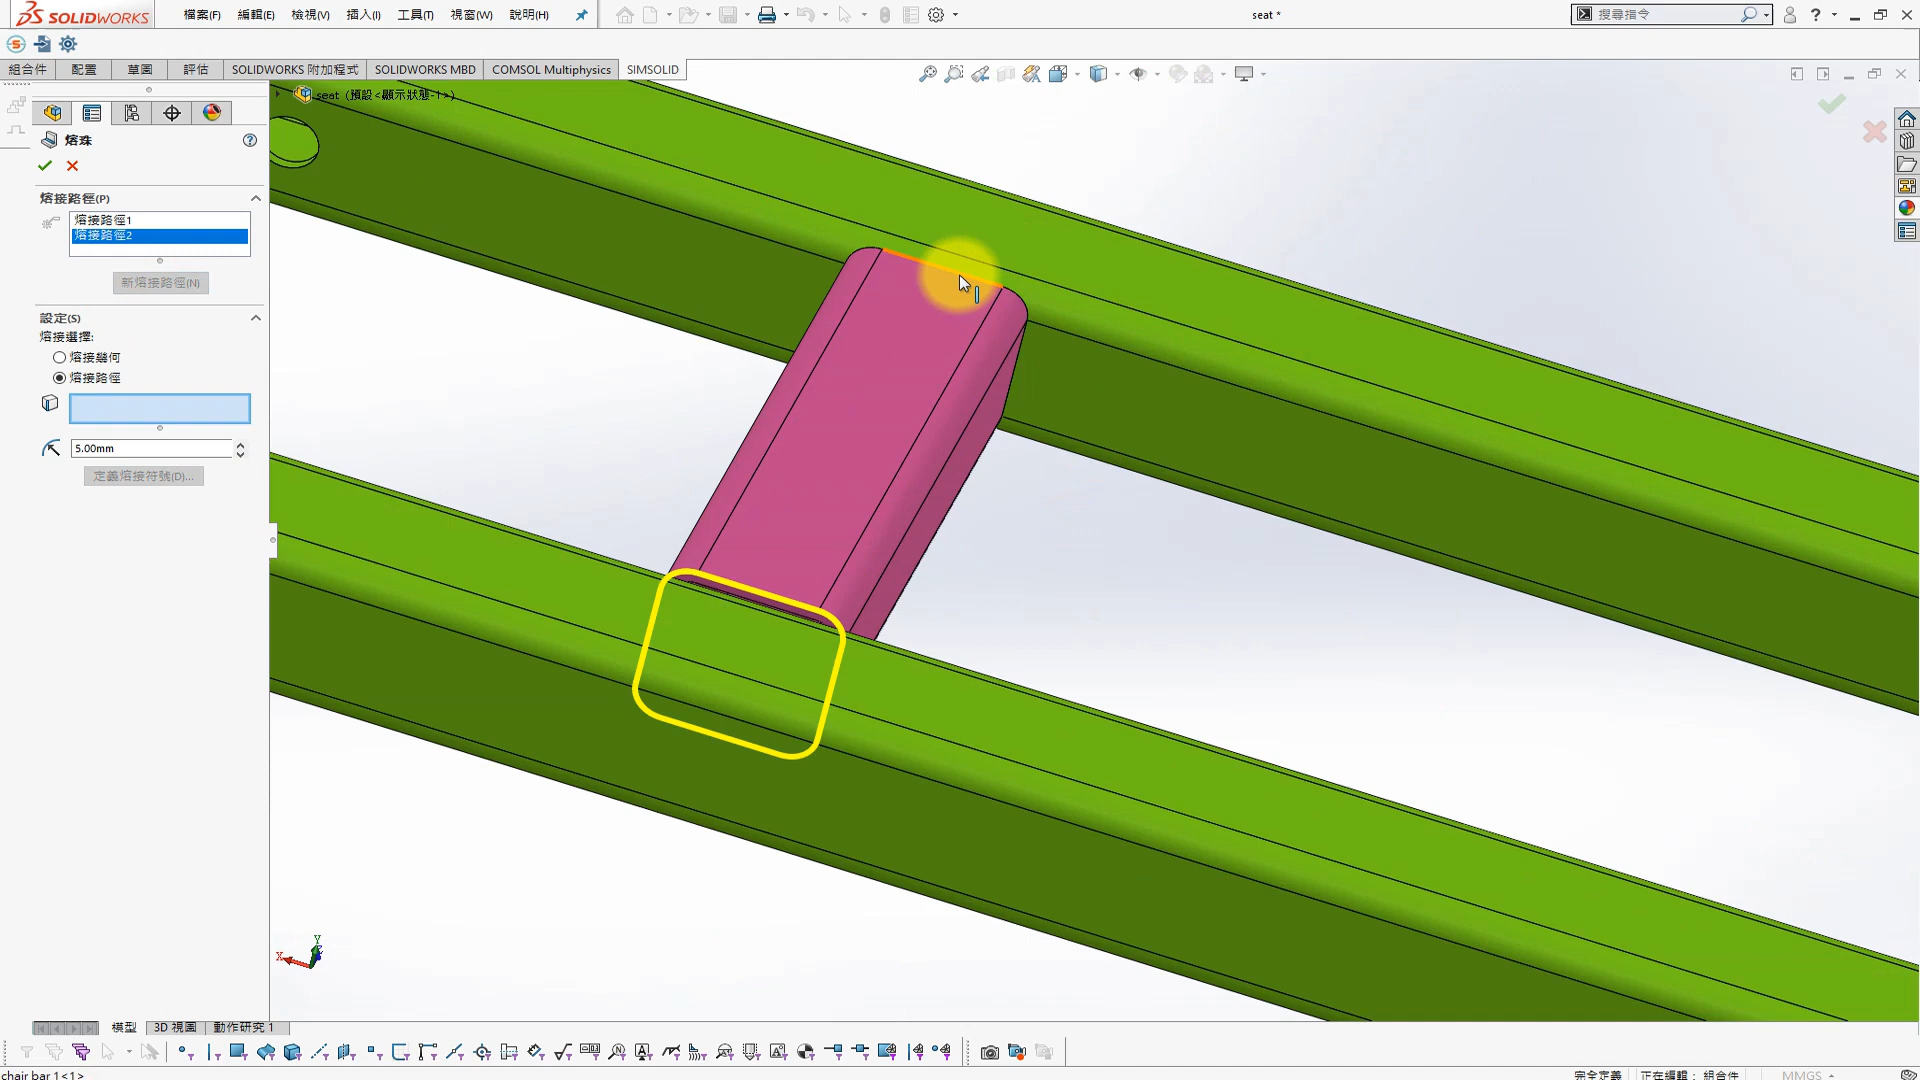 SOLIDWORKS
檔案(F)
編輯(E)
檢視(V)
插入(I)
工具(T)
視窗(W)
說明(H)
seat *
搜尋指令
組合件
配置
草圖
評估
SOLIDWORKS 附加程式
SOLIDWORKS MBD
COMSOL Multiphysics
SIMSOLID
seat (預設<顯示狀態-1>)
熔珠
熔接路徑(P)
熔接路徑1
熔接路徑2
新熔接路徑(N)
設定(S)
熔接選擇:
熔接幾何
熔接路徑
5.00mm
定義熔接符號(D)...
Y
X
模型
3D 視圖
動作研究 1
chair bar 1<1>
完全定義
正在編輯: 組合件
MMGS